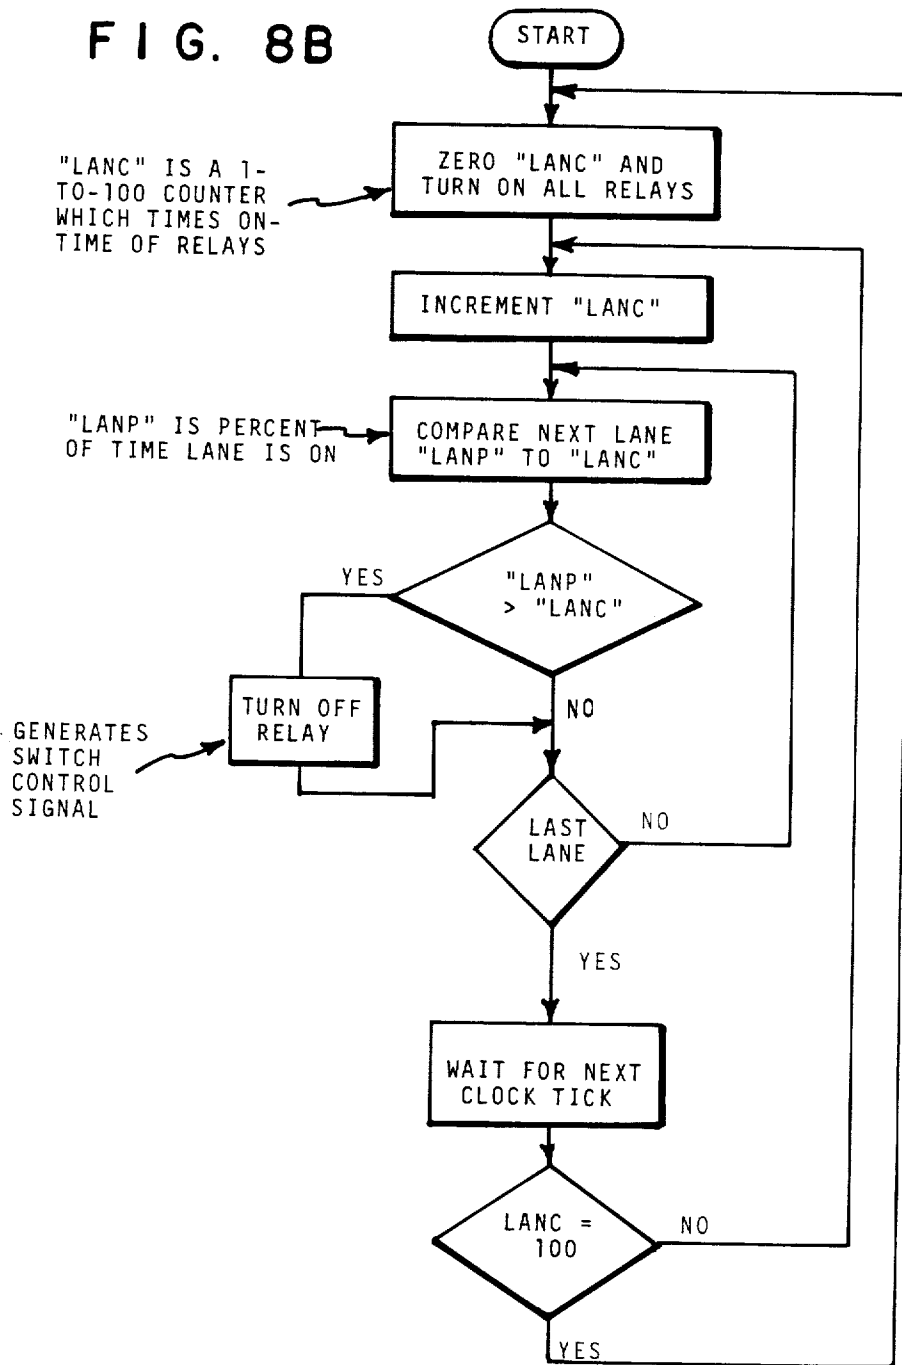 FIG. 8B
START
"LANC" IS A 1-
TO-100 COUNTER
WHICH TIMES ON-
TIME OF RELAYS
ZERO "LANC" AND
TURN ON ALL RELAYS
INCREMENT "LANC"
"LANP" IS PERCENT
OF TIME LANE IS ON
COMPARE NEXT LANE
"LANP" TO "LANC"
YES
"LANP"
> "LANC"
TURN OFF
RELAY
NO
GENERATES
SWITCH
CONTROL
SIGNAL
LAST
LANE
NO
YES
WAIT FOR NEXT
CLOCK TICK
LANC =
100
NO
YES